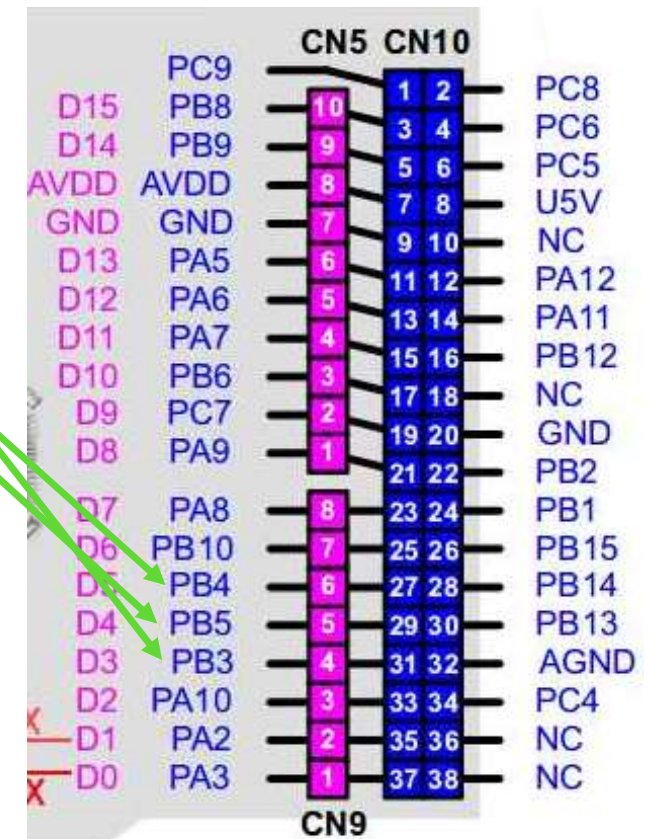 CN5 CN10
PC9 1 2 PC8
D15 PB8 10 3 4 PC6
D14 PB9 9 5 6 PC5
AVDD AVDD 8 7 8 U5V
GND GND 7 9 10 NC
D13 PA5 6 11 12 PA12
D12 PA6 5 13 14 PA11
D11 PA7 4 15 16 PB12
D10 PB6 3 17 18 NC
D9 PC7 2 19 20 GND
D8 PA9 1 21 22 PB2
D7 PA8 8 23 24 PB1
D6 PB10 7 25 26 PB15
D5 PB4 6 27 28 PB14
D4 PB5 5 29 30 PB13
D3 PB3 4 31 32 AGND
D2 PA10 3 33 34 PC4
X D1 PA2 2 35 36 NC
X D0 PA3 1 37 38 NC
CN9